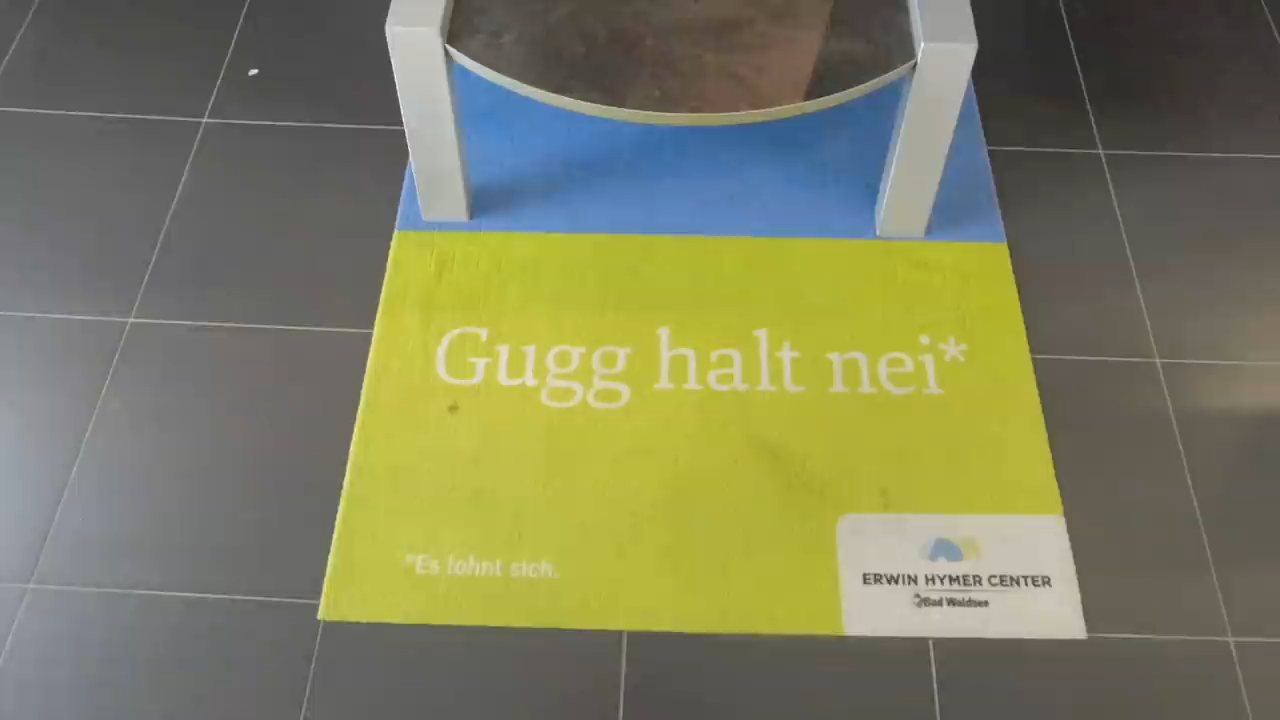 Gugg halt nei*
*Es lohnt sich.
ERWIN HYMER CENTER
Bad Waldsee